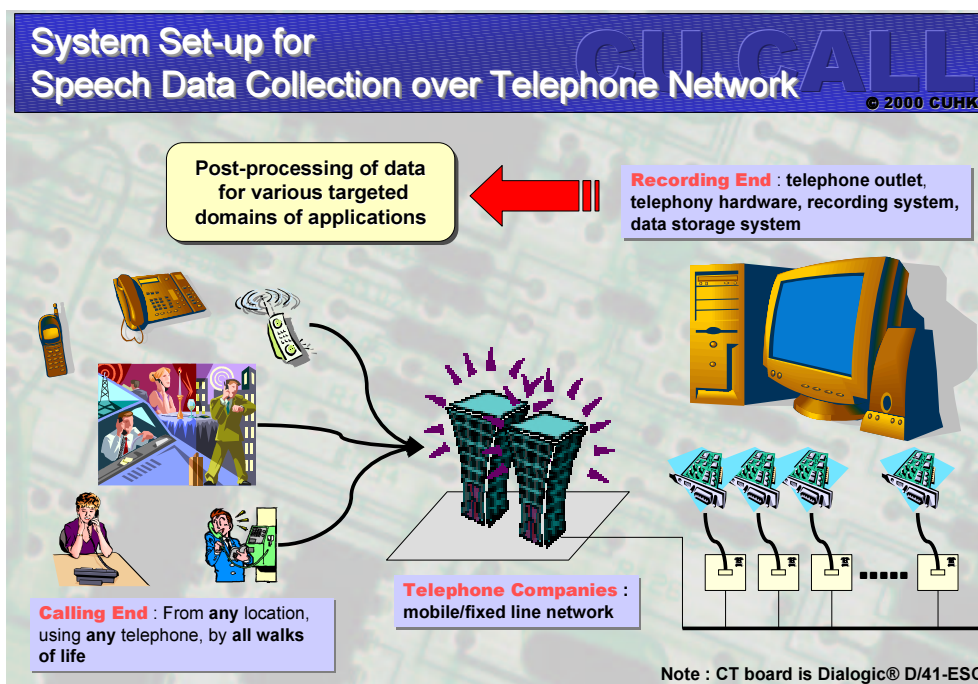 System Set-up for
Speech Data Collection over Telephone Network
CU CALL
© 2000 CUHK
Post-processing of data
for various targeted
domains of applications
Recording End : telephone outlet,
telephony hardware, recording system,
data storage system
Telephone Companies :
mobile/fixed line network
Calling End : From any location,
using any telephone, by all walks
of life
Note : CT board is Dialogic® D/41-ESC